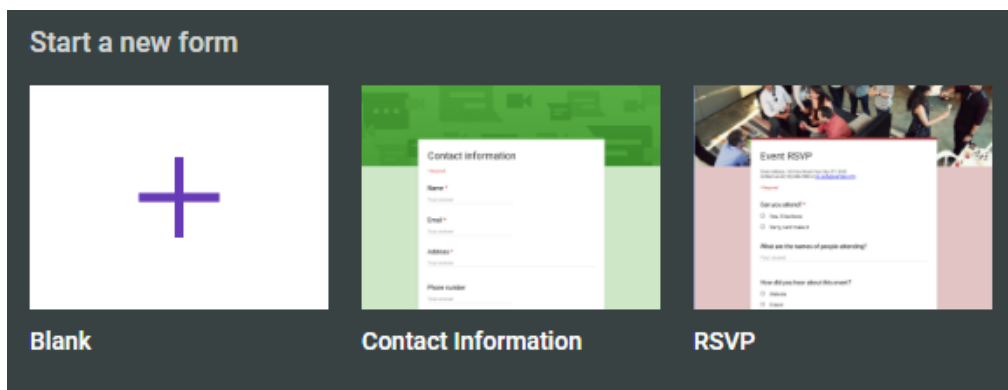 Start a new form
Contact information
Name *
Email *
Address *
Phone number
Event RSVP
Can you attend? *
What are the names of people attending?
How did you hear about this event?
Website
Blank
Contact Information
RSVP